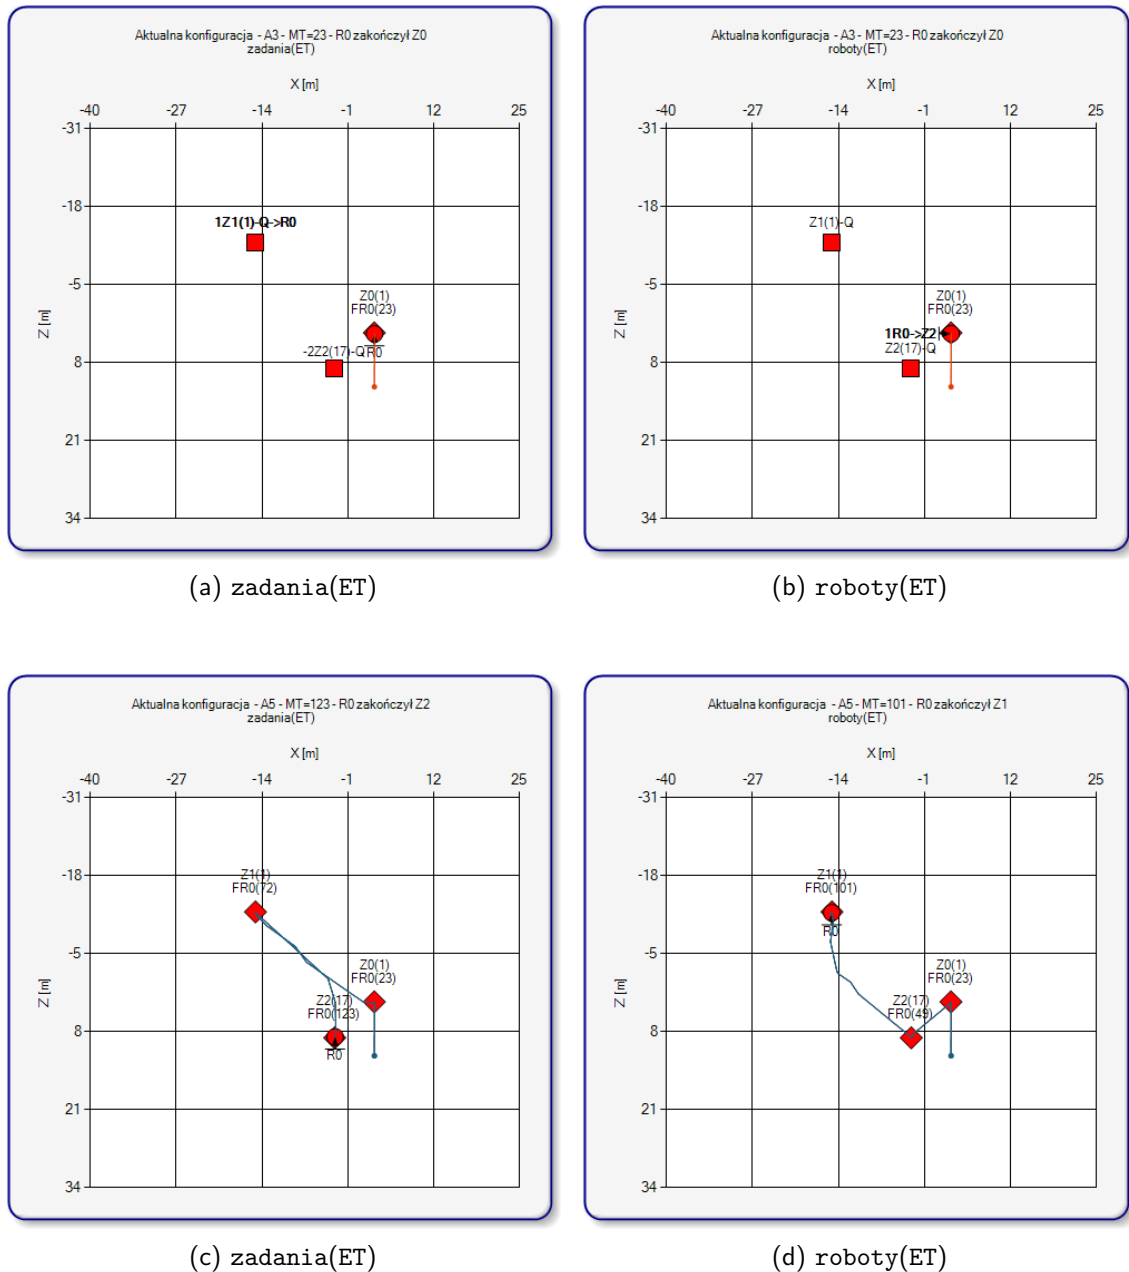 Aktualna konfiguracja - A3 - MT=23 - R0 zakończył Z0
zadania(ET)
X [m]
-40 -27 -14 -1 12 25
-31
-18
1Z1(1)-Q->R0
-5
Z0(1)
FR0(23)
Z [m]
-2Z2(17)-Q R0
8
21
34
(a) zadania(ET)
Aktualna konfiguracja - A3 - MT=23 - R0 zakończył Z0
roboty(ET)
X [m]
-40 -27 -14 -1 12 25
-31
-18
Z1(1)-Q
-5
Z0(1)
FR0(23)
Z [m]
1R0->Z2
Z2(17)-Q
8
21
34
(b) roboty(ET)
Aktualna konfiguracja - A5 - MT=123 - R0 zakończył Z2
zadania(ET)
X [m]
-40 -27 -14 -1 12 25
-31
-18
Z1(1)
FR0(72)
-5
Z0(1)
FR0(23)
Z [m]
Z2(17)
FR0(123)
8
R0
21
34
(c) zadania(ET)
Aktualna konfiguracja - A5 - MT=101 - R0 zakończył Z1
roboty(ET)
X [m]
-40 -27 -14 -1 12 25
-31
-18
Z1(1)
FR0(101)
R0
-5
Z0(1)
FR0(23)
Z [m]
Z2(17)
FR0(49)
8
21
34
(d) roboty(ET)